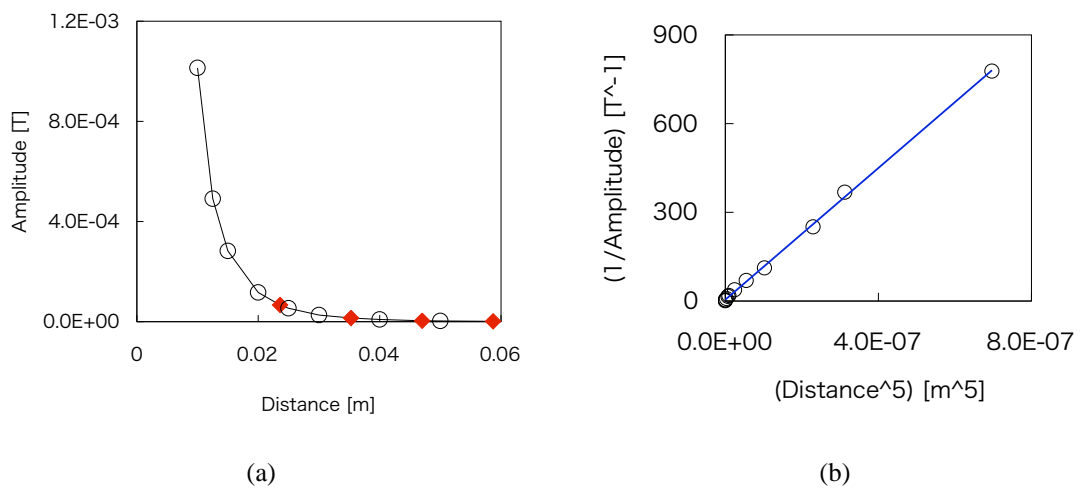 1.2E-03
8.0E-04
4.0E-04
0.0E+00
Amplitude [T]
0 0.02 0.04 0.06
Distance [m]
(a)
900
600
300
0
(1/Amplitude) [T^-1]
0.0E+00 4.0E-07 8.0E-07
(Distance^5) [m^5]
(b)